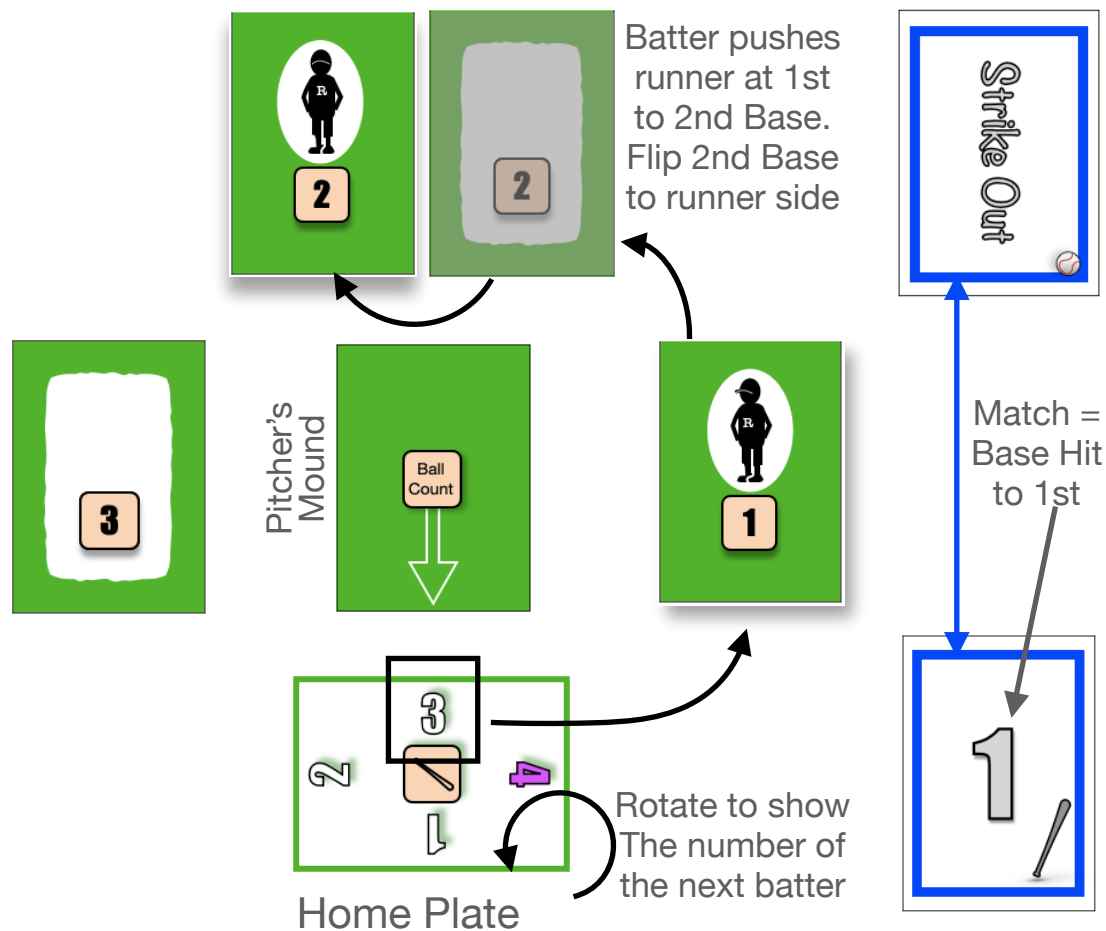 R
2
2
Batter pushes
runner at 1st
to 2nd Base.
Flip 2nd Base
to runner side
Strike Out
3
Pitcher's
Mound
Ball
Count
R
1
Match =
Base Hit
to 1st
3
2
4
1
Rotate to show
The number of
the next batter
1
Home Plate